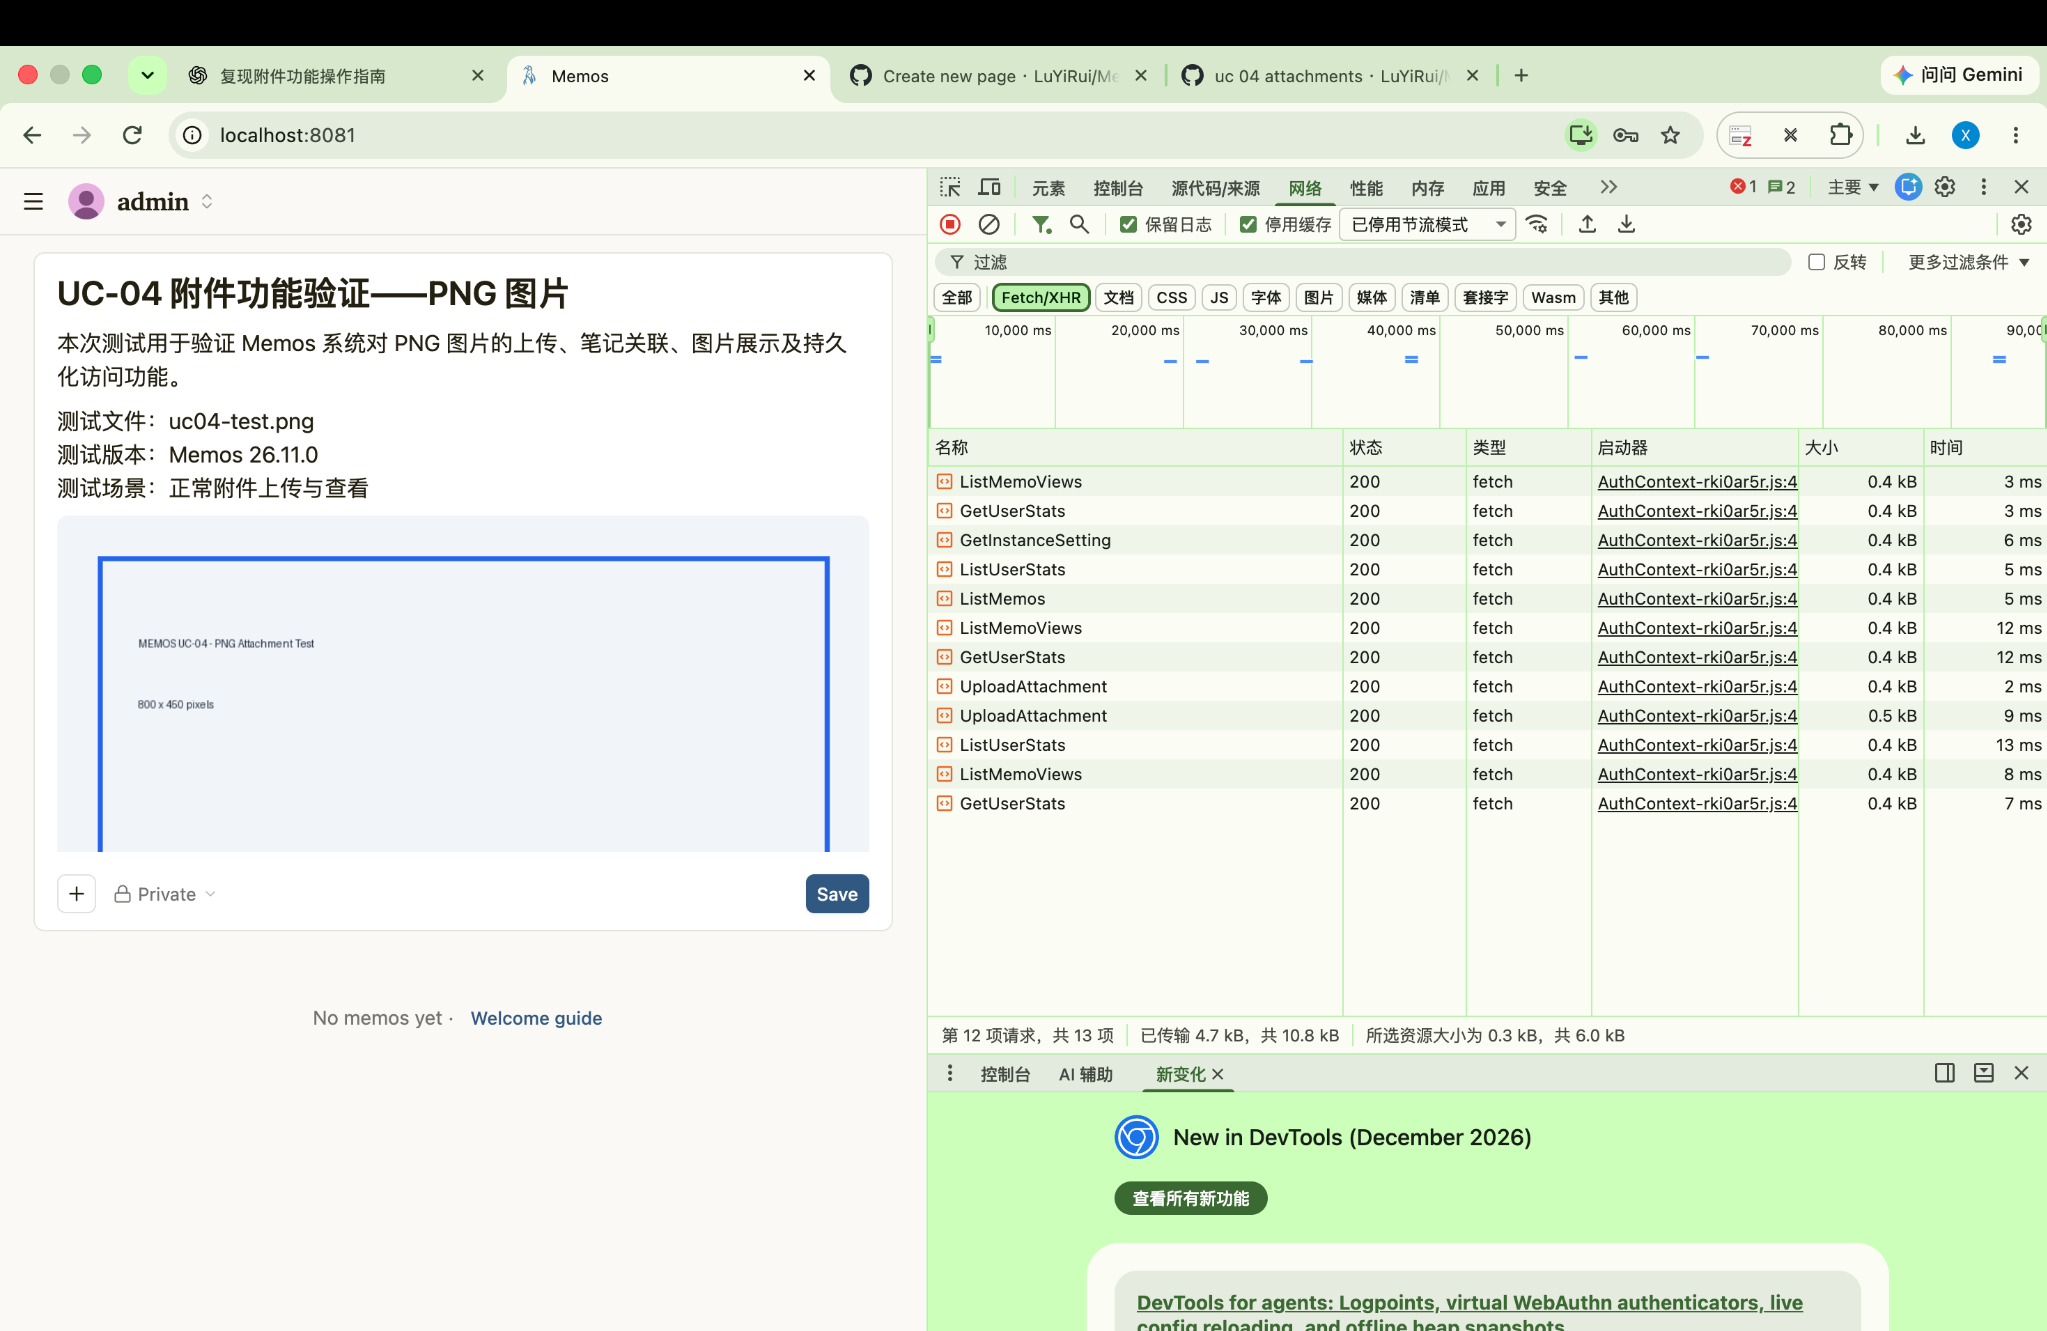 复现附件功能操作指南
Memos
Create new page · LuYiRui/Me
uc 04 attachments · LuYiRui/
问问 Gemini
localhost:8081
X
admin
元素 控制台 源代码/来源 网络 性能 内存 应用 安全 1 2 主要
保留日志 停用缓存 已停用节流模式
过滤 反转 更多过滤条件
全部 Fetch/XHR 文档 CSS JS 字体 图片 媒体 清单 套接字 Wasm 其他
10,000 ms 20,000 ms 30,000 ms 40,000 ms 50,000 ms 60,000 ms 70,000 ms 80,000 ms 90,00
名称 状态 类型 启动器 大小 时间
ListMemoViews 200 fetch AuthContext-rki0ar5r.js:4 0.4 kB 3 ms
GetUserStats 200 fetch AuthContext-rki0ar5r.js:4 0.4 kB 3 ms
GetInstanceSetting 200 fetch AuthContext-rki0ar5r.js:4 0.4 kB 6 ms
ListUserStats 200 fetch AuthContext-rki0ar5r.js:4 0.4 kB 5 ms
ListMemos 200 fetch AuthContext-rki0ar5r.js:4 0.4 kB 5 ms
ListMemoViews 200 fetch AuthContext-rki0ar5r.js:4 0.4 kB 12 ms
GetUserStats 200 fetch AuthContext-rki0ar5r.js:4 0.4 kB 12 ms
UploadAttachment 200 fetch AuthContext-rki0ar5r.js:4 0.4 kB 2 ms
UploadAttachment 200 fetch AuthContext-rki0ar5r.js:4 0.5 kB 9 ms
ListUserStats 200 fetch AuthContext-rki0ar5r.js:4 0.4 kB 13 ms
ListMemoViews 200 fetch AuthContext-rki0ar5r.js:4 0.4 kB 8 ms
GetUserStats 200 fetch AuthContext-rki0ar5r.js:4 0.4 kB 7 ms
第 12 项请求，共 13 项 已传输 4.7 kB，共 10.8 kB 所选资源大小为 0.3 kB，共 6.0 kB
控制台 AI 辅助 新变化
New in DevTools (December 2026)
查看所有新功能
DevTools for agents: Logpoints, virtual WebAuthn authenticators, live
config reloading, and offline heap snapshots
UC-04 附件功能验证——PNG 图片
本次测试用于验证 Memos 系统对 PNG 图片的上传、笔记关联、图片展示及持久
化访问功能。
测试文件：uc04-test.png
测试版本：Memos 26.11.0
测试场景：正常附件上传与查看
MEMOS UC-04 - PNG Attachment Test
800 x 450 pixels
Private
Save
No memos yet · Welcome guide